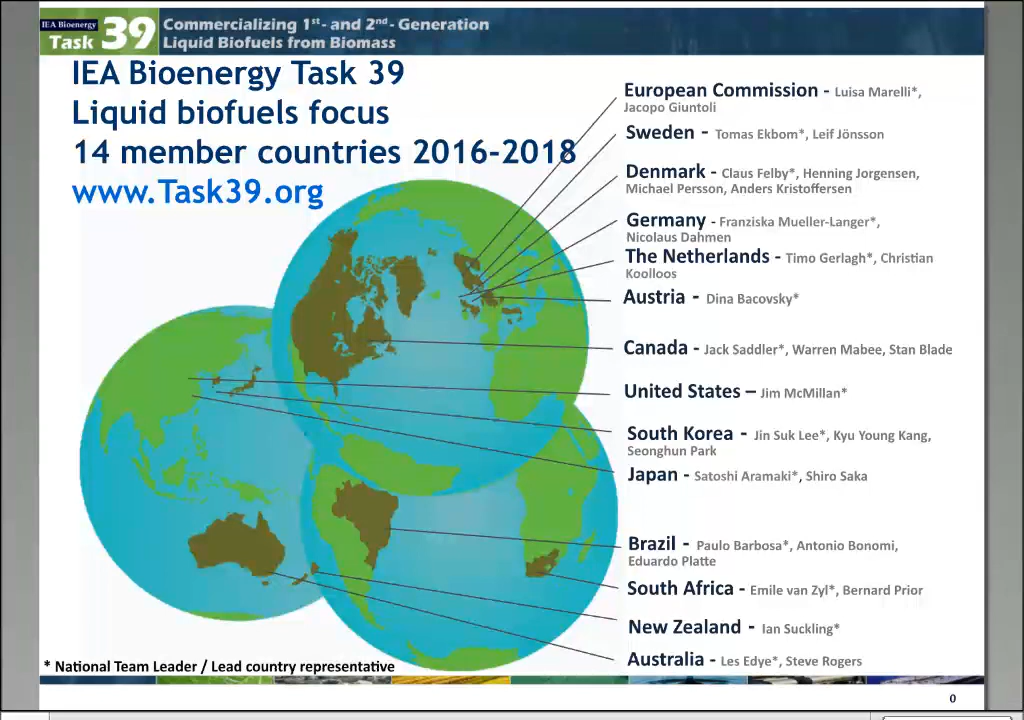 IEA Bioenergy
Task 39
Commercializing 1st- and 2nd- Generation
Liquid Biofuels from Biomass
IEA Bioenergy Task 39
Liquid biofuels focus
14 member countries 2016-2018
www.Task39.org
European Commission - Luisa Marelli*,
Jacopo Giuntoli
Sweden - Tomas Ekbom*, Leif Jönsson
Denmark - Claus Felby*, Henning Jorgensen,
Michael Persson, Anders Kristoffersen
Germany - Franziska Mueller-Langer*,
Nicolaus Dahmen
The Netherlands - Timo Gerlagh*, Christian
Koolloos
Austria - Dina Bacovsky*
Canada - Jack Saddler*, Warren Mabee, Stan Blade
United States – Jim McMillan*
South Korea - Jin Suk Lee*, Kyu Young Kang,
Seonghun Park
Japan - Satoshi Aramaki*, Shiro Saka
Brazil - Paulo Barbosa*, Antonio Bonomi,
Eduardo Platte
South Africa - Emile van Zyl*, Bernard Prior
New Zealand - Ian Suckling*
Australia - Les Edye*, Steve Rogers
* National Team Leader / Lead country representative
0